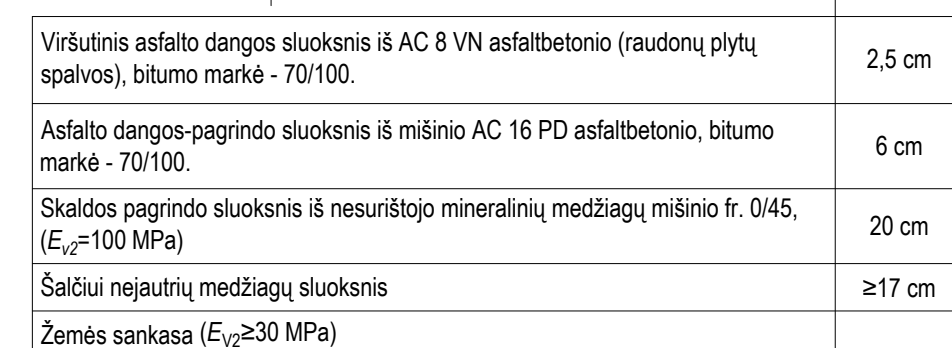 Viršutinis asfalto dangos sluoksnis iš AC 8 VN asfaltbetonio (raudonų plytų
spalvos), bitumo markė - 70/100.
2,5 cm
Asfalto dangos-pagrindo sluoksnis iš mišinio AC 16 PD asfaltbetonio, bitumo
markė - 70/100.
6 cm
Skaldos pagrindo sluoksnis iš nesurištojo mineralinių medžiagų mišinio fr. 0/45,
(Ev2=100 MPa)
20 cm
Šalčiui nejautrių medžiagų sluoksnis
≥17 cm
Žemės sankasa (EV2≥30 MPa)